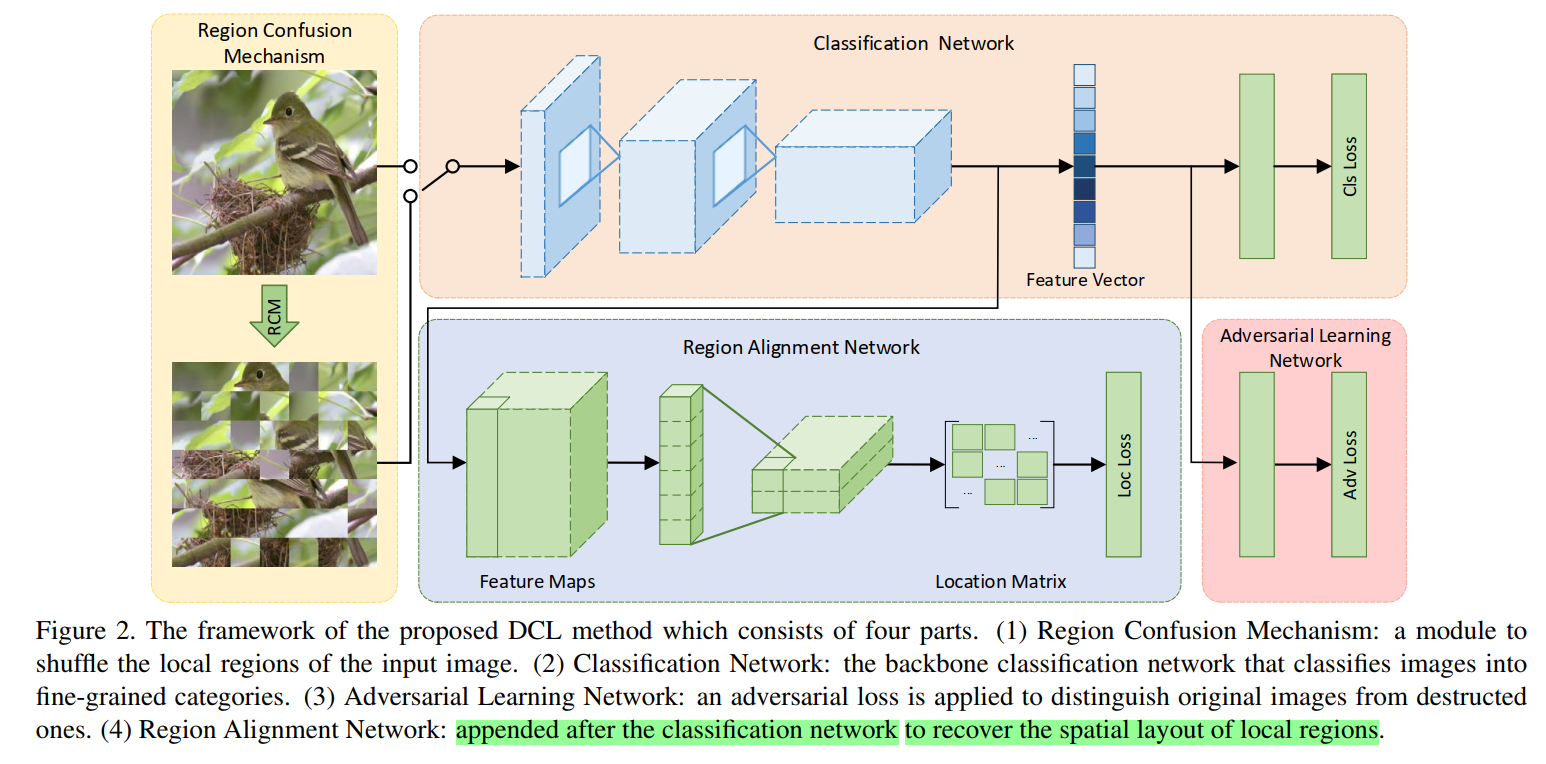 Region Confusion
Mechanism
RCM
Classification Network
Feature Vector
Cls Loss
Region Alignment Network
Feature Maps
...
...
...
Location Matrix
Loc Loss
Adversarial Learning
Network
Adv Loss
Figure 2. The framework of the proposed DCL method which consists of four parts. (1) Region Confusion Mechanism: a module to
shuffle the local regions of the input image. (2) Classification Network: the backbone classification network that classifies images into
fine-grained categories. (3) Adversarial Learning Network: an adversarial loss is applied to distinguish original images from destructed
ones. (4) Region Alignment Network: appended after the classification network to recover the spatial layout of local regions.